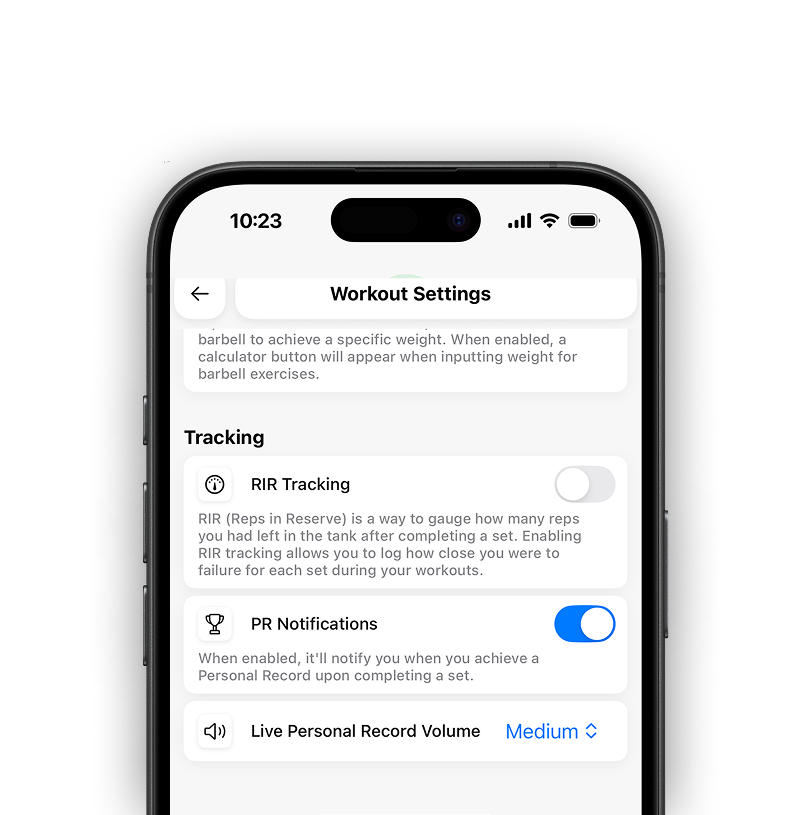 10:23
Workout Settings
barbell to achieve a specific weight. When enabled, a
calculator button will appear when inputting weight for
barbell exercises.
Tracking
RIR Tracking
RIR (Reps in Reserve) is a way to gauge how many reps
you had left in the tank after completing a set. Enabling
RIR tracking allows you to log how close you were to
failure for each set during your workouts.
PR Notifications
When enabled, it'll notify you when you achieve a
Personal Record upon completing a set.
Live Personal Record Volume
Medium